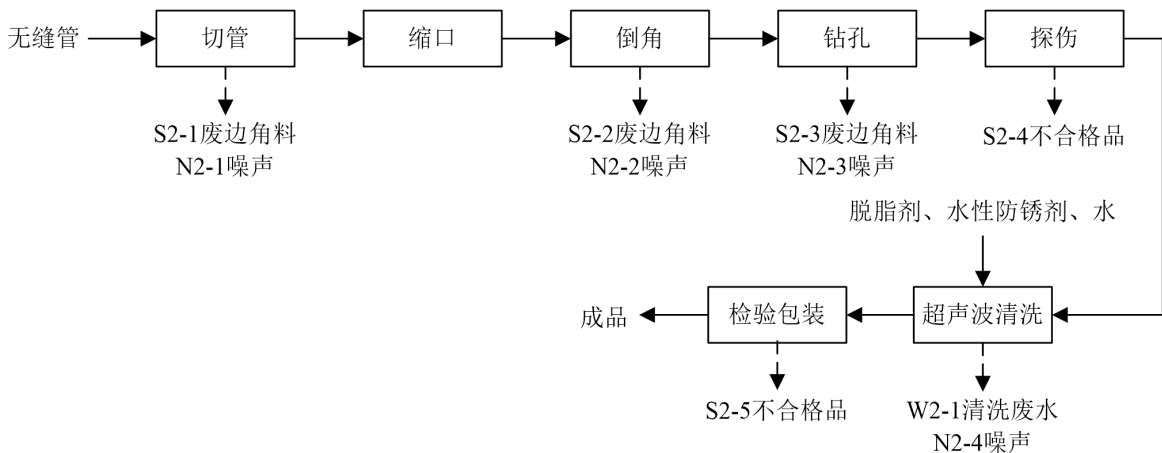 无缝管
切管
缩口
倒角
钻孔
探伤
S2-1废边角料
N2-1噪声
S2-2废边角料
N2-2噪声
S2-3废边角料
N2-3噪声
S2-4不合格品
脱脂剂、水性防锈剂、水
成品
检验包装
超声波清洗
S2-5不合格品
W2-1清洗废水
N2-4噪声